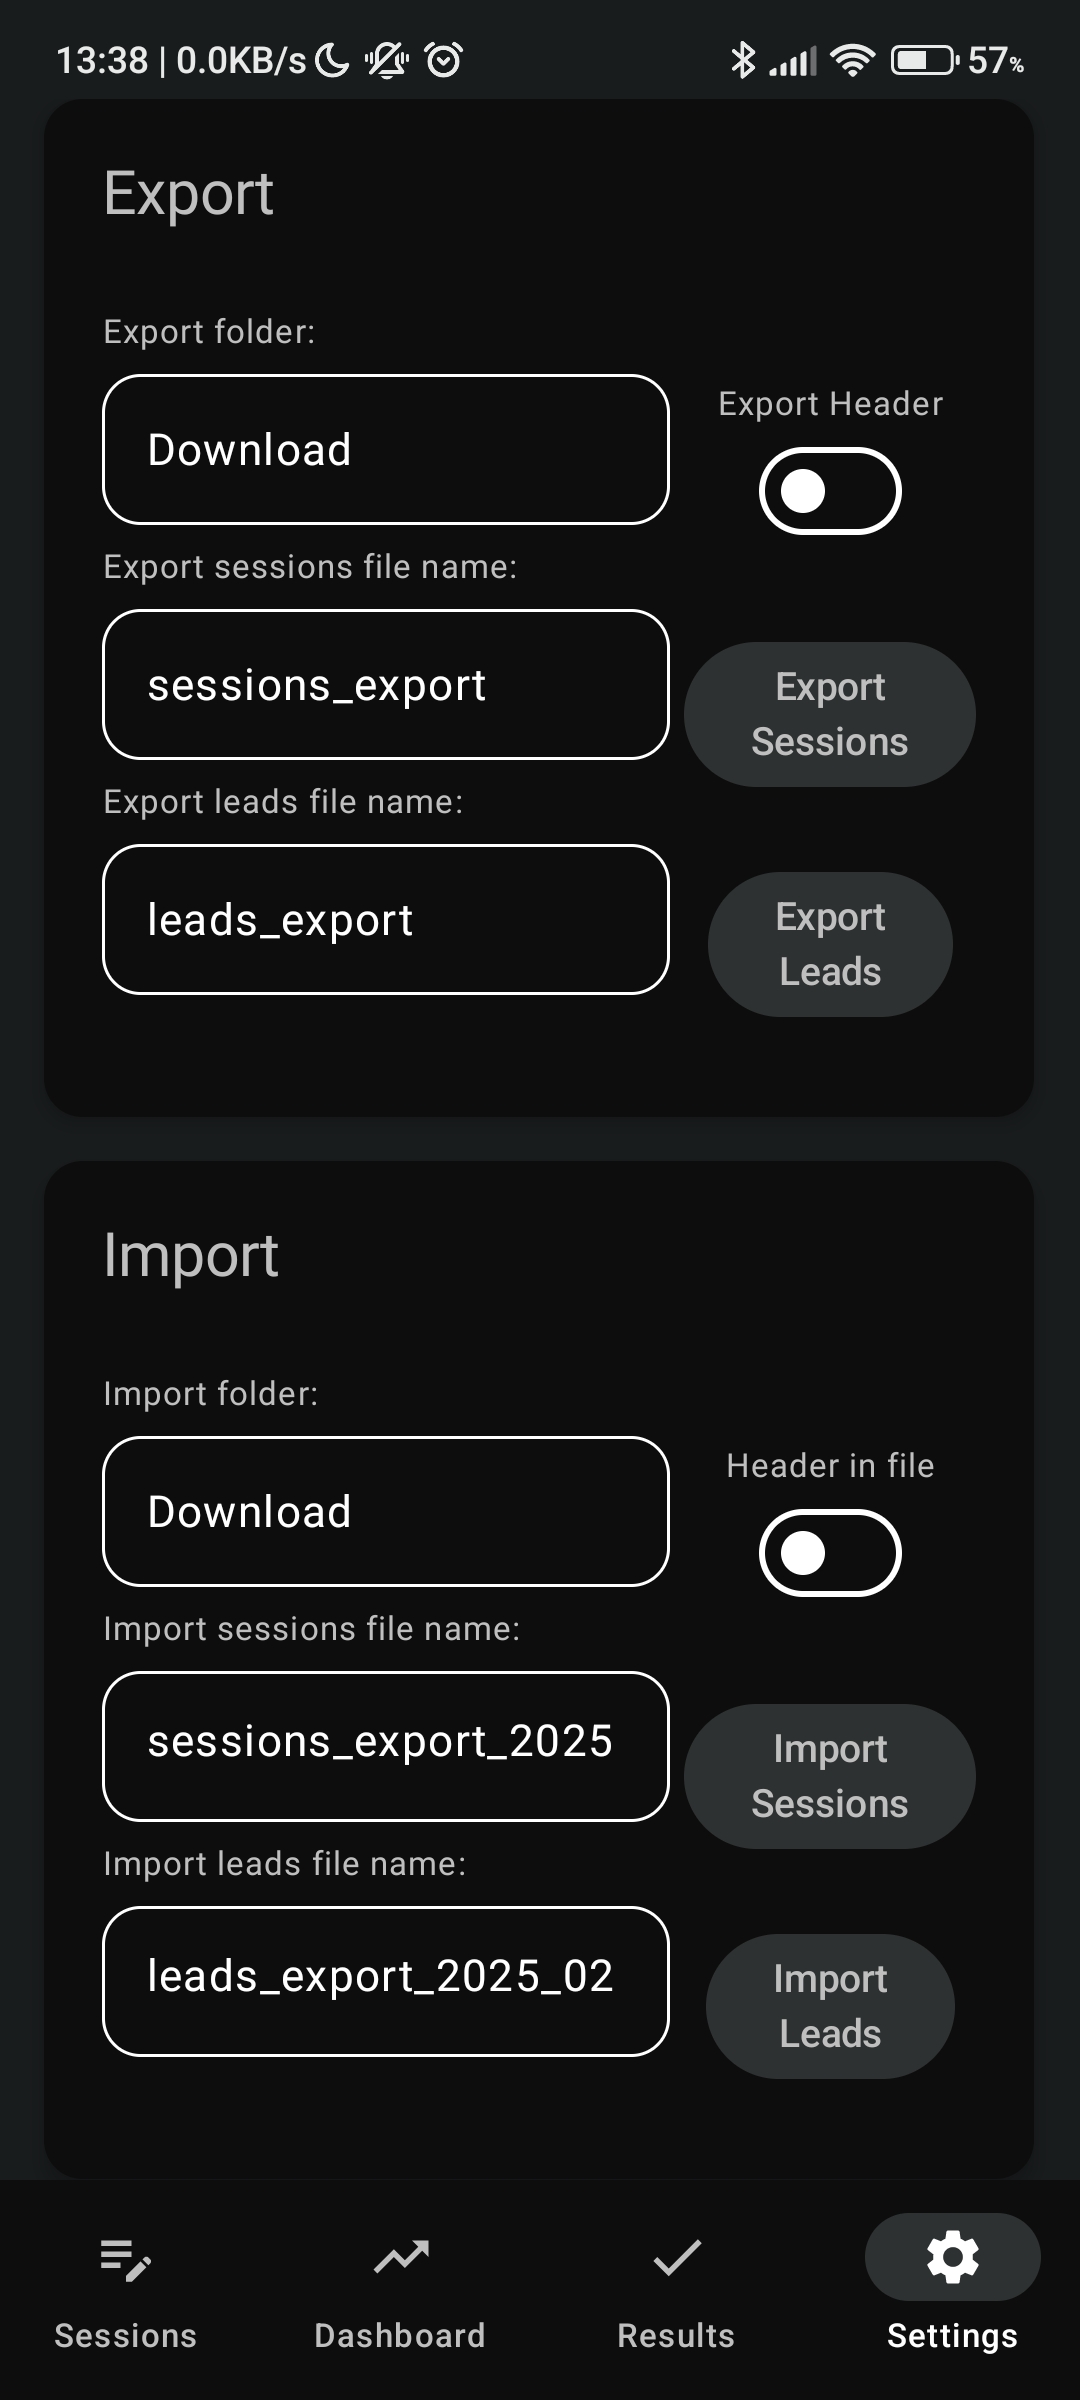 13:38 | 0.0KB/s 57%
Export
Export folder:
Download
Export Header
Export sessions file name:
sessions_export
Export
Sessions
Export leads file name:
leads_export
Export
Leads
Import
Import folder:
Download
Header in file
Import sessions file name:
sessions_export_2025
Import
Sessions
Import leads file name:
leads_export_2025_02
Import
Leads
Sessions Dashboard Results Settings